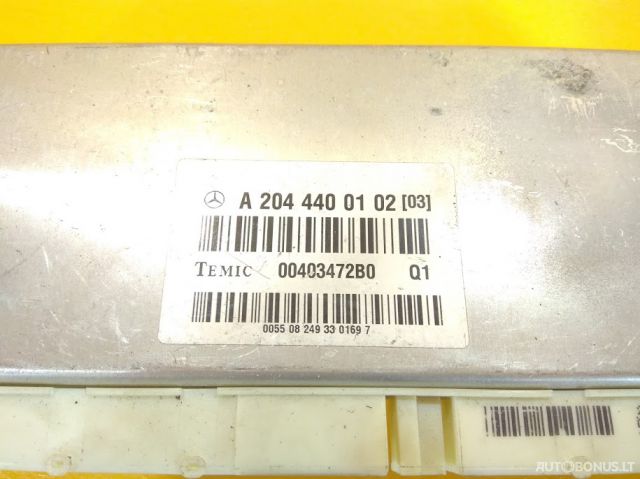 A 204 440 01 02 [03]
TEMIC 00403472B0 Q1
0055 08 249 33 0169 7
AUTOBONUS.LT